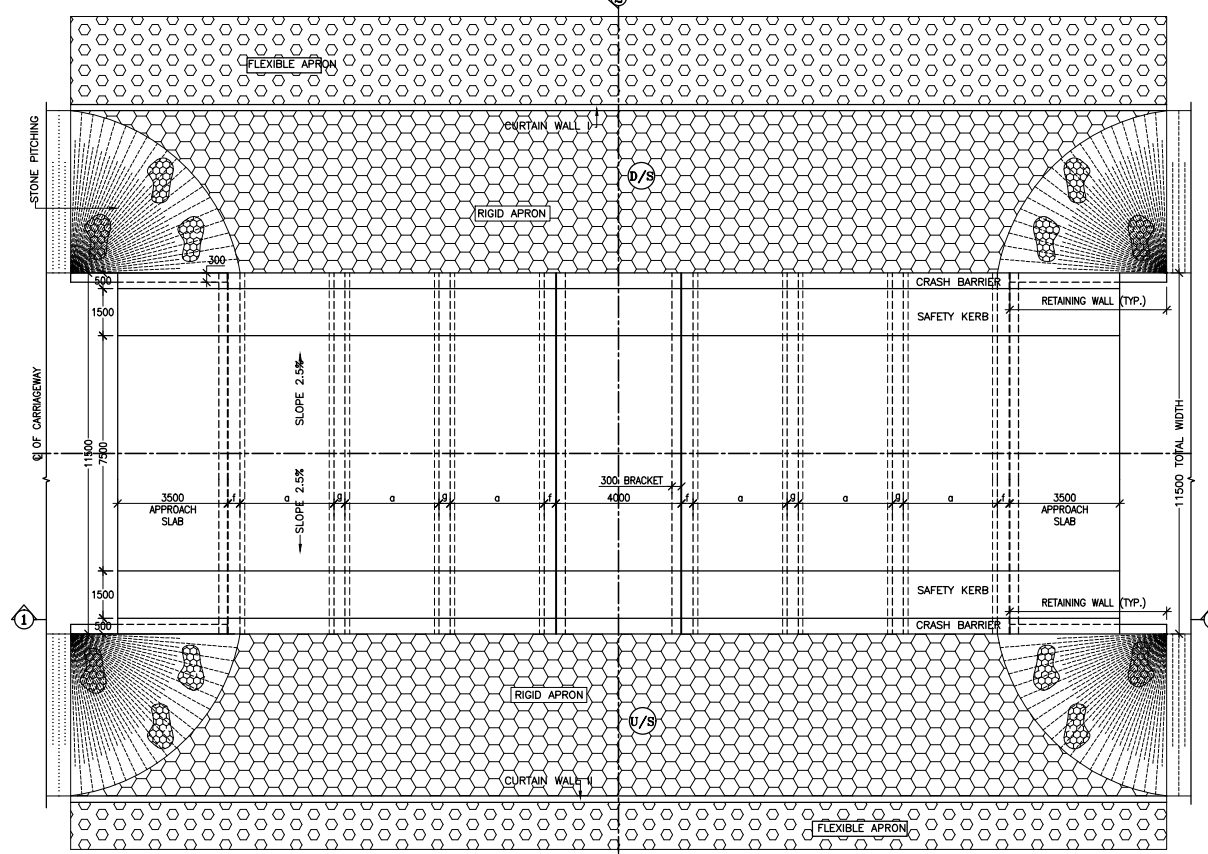 2
FLEXIBLE APRON
CURTAIN WALL I
STONE PITCHING
D/S
RIGID APRON
300
500
CRASH BARRIER
RETAINING WALL (TYP.)
1500
SAFETY KERB
SLOPE 2.5%
℄ OF CARRIAGEWAY
11500
7500
11500 TOTAL WIDTH
SLOPE 2.5%
300 BRACKET
3500
APPROACH
SLAB
f
a
g
a
g
a
f
4000
f
a
g
a
g
a
f
3500
APPROACH
SLAB
1500
SAFETY KERB
RETAINING WALL (TYP.)
1
500
CRASH BARRIER
RIGID APRON
U/S
CURTAIN WALL II
FLEXIBLE APRON